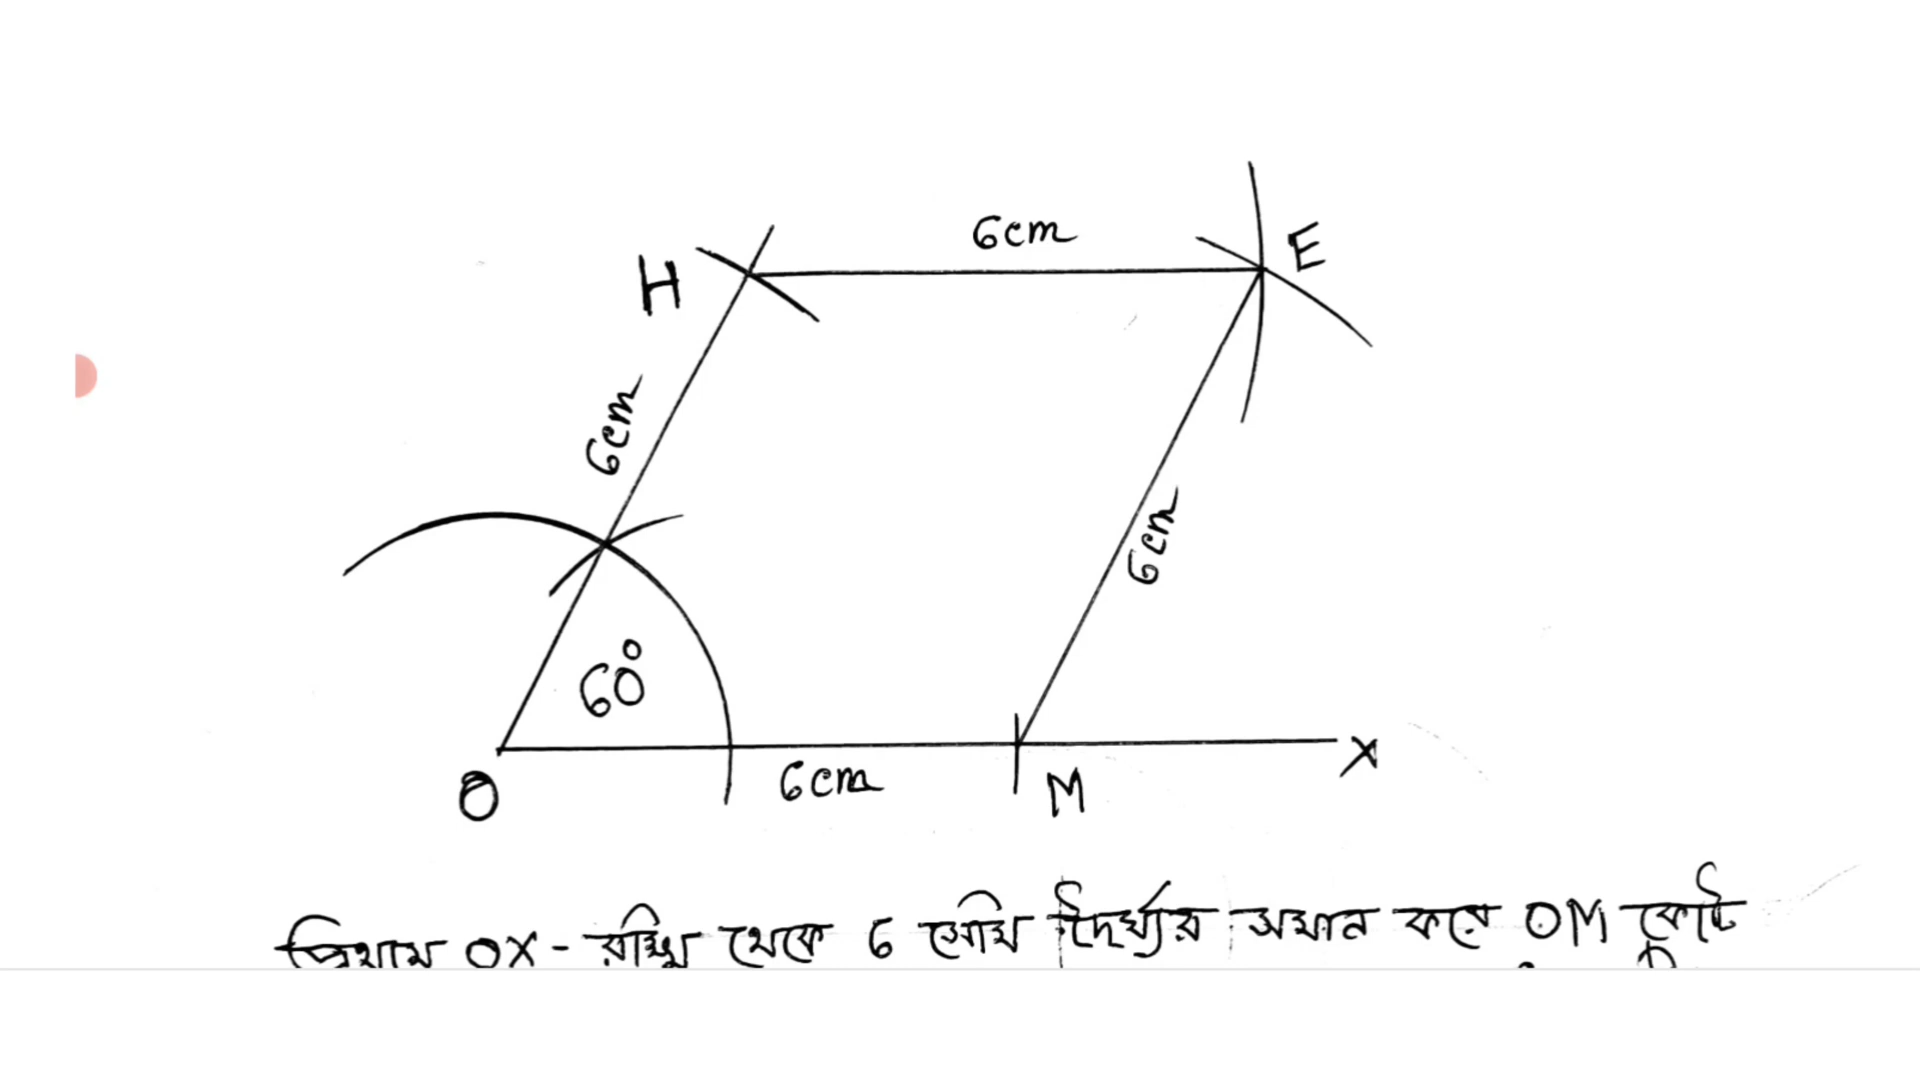 6cm
H
E
6cm
6cm
60°
O
6cm
M
X
প্রথমে OX - রশ্মি থেকে 6 সেমি দৈর্ঘ্যের সমান করে OM কেটে